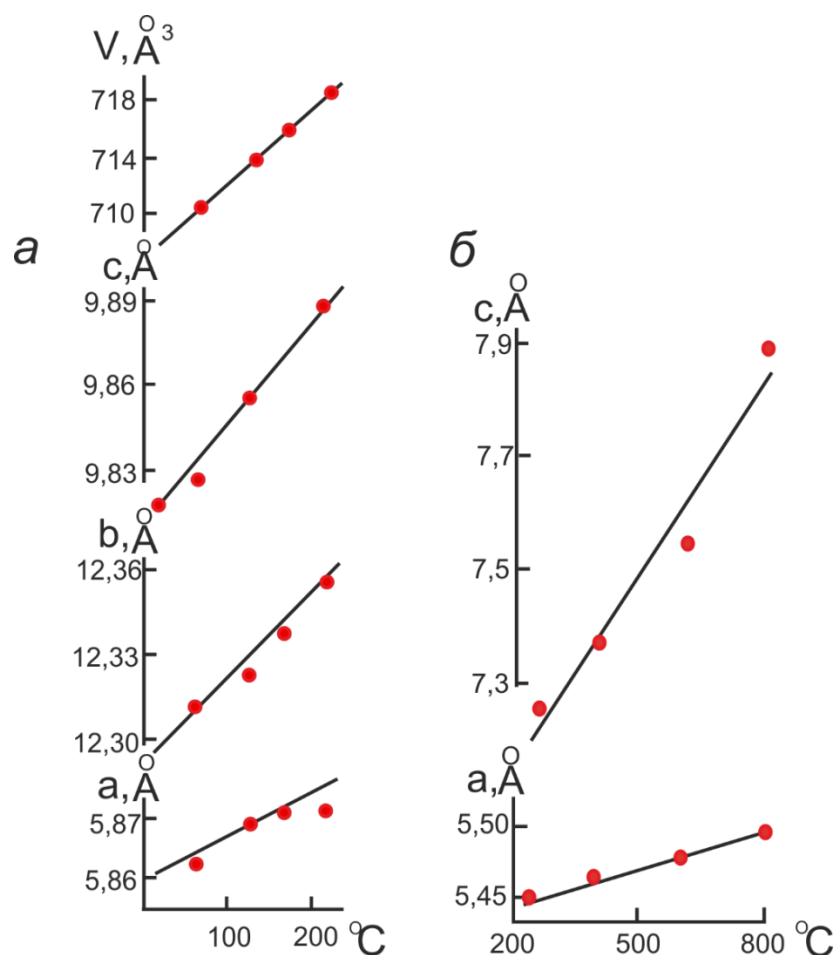 V,Å³
718
714
710
а
c,Å
9,89
9,86
9,83
b,Å
12,36
12,33
12,30
a,Å
5,87
5,86
100
200
°C
б
c,Å
7,9
7,7
7,5
7,3
a,Å
5,50
5,45
200
500
800
°C